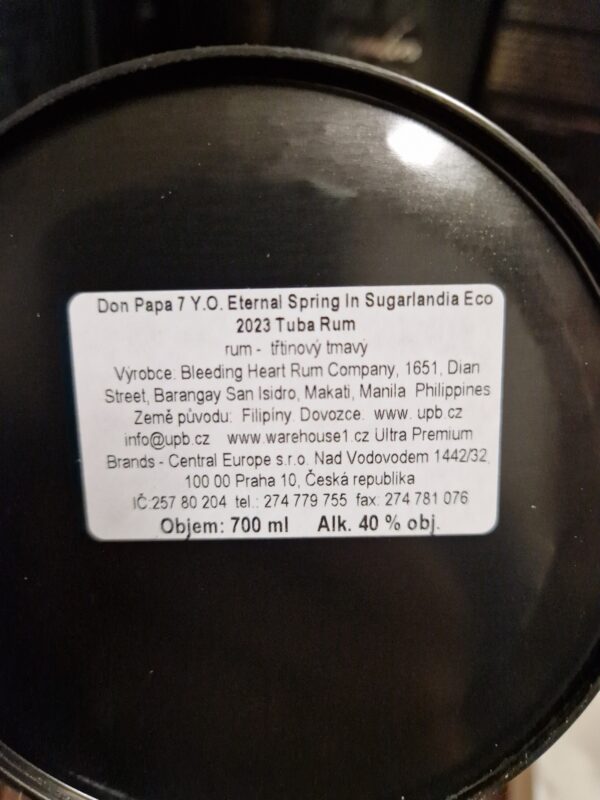 Don Papa 7 Y.O. Eternal Spring In Sugarlandia Eco
2023 Tuba Rum
rum - třtinový tmavý
Výrobce: Bleeding Heart Rum Company, 1651, Dian
Street, Barangay San Isidro, Makati, Manila Philippines
Země původu: Filipíny. Dovozce: www. upb.cz
info@upb.cz www.warehouse1.cz Ultra Premium
Brands - Central Europe s.r.o. Nad Vodovodem 1442/32,
100 00 Praha 10, Česká republika
IČ:257 80 204 tel.: 274 779 755 fax: 274 781 076
Objem: 700 ml Alk. 40 % obj.